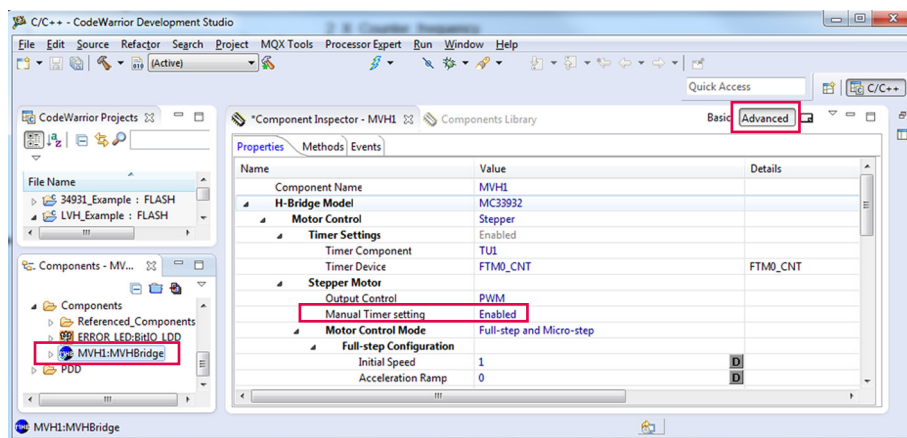 C/C++ - CodeWarrior Development Studio
File Edit Source Refactor Search Project MQX Tools Processor Expert Run Window Help
(Active)
Quick Access
C/C++
CodeWarrior Projects
File Name
34931_Example : FLASH
LVH_Example : FLASH
Components - MV...
Components
Referenced_Components
ERROR_LED:BitIO_LDD
MVH1:MVHBridge
PDD
*Component Inspector - MVH1 Components Library
Basic Advanced
Properties Methods Events
Name Value Details
Component Name MVH1
H-Bridge Model MC33932
Motor Control Stepper
Timer Settings Enabled
Timer Component TU1
Timer Device FTM0_CNT FTM0_CNT
Stepper Motor
Output Control PWM
Manual Timer setting Enabled
Motor Control Mode Full-step and Micro-step
Full-step Configuration
Initial Speed 1 D
Acceleration Ramp 0 D
MVH1:MVHBridge